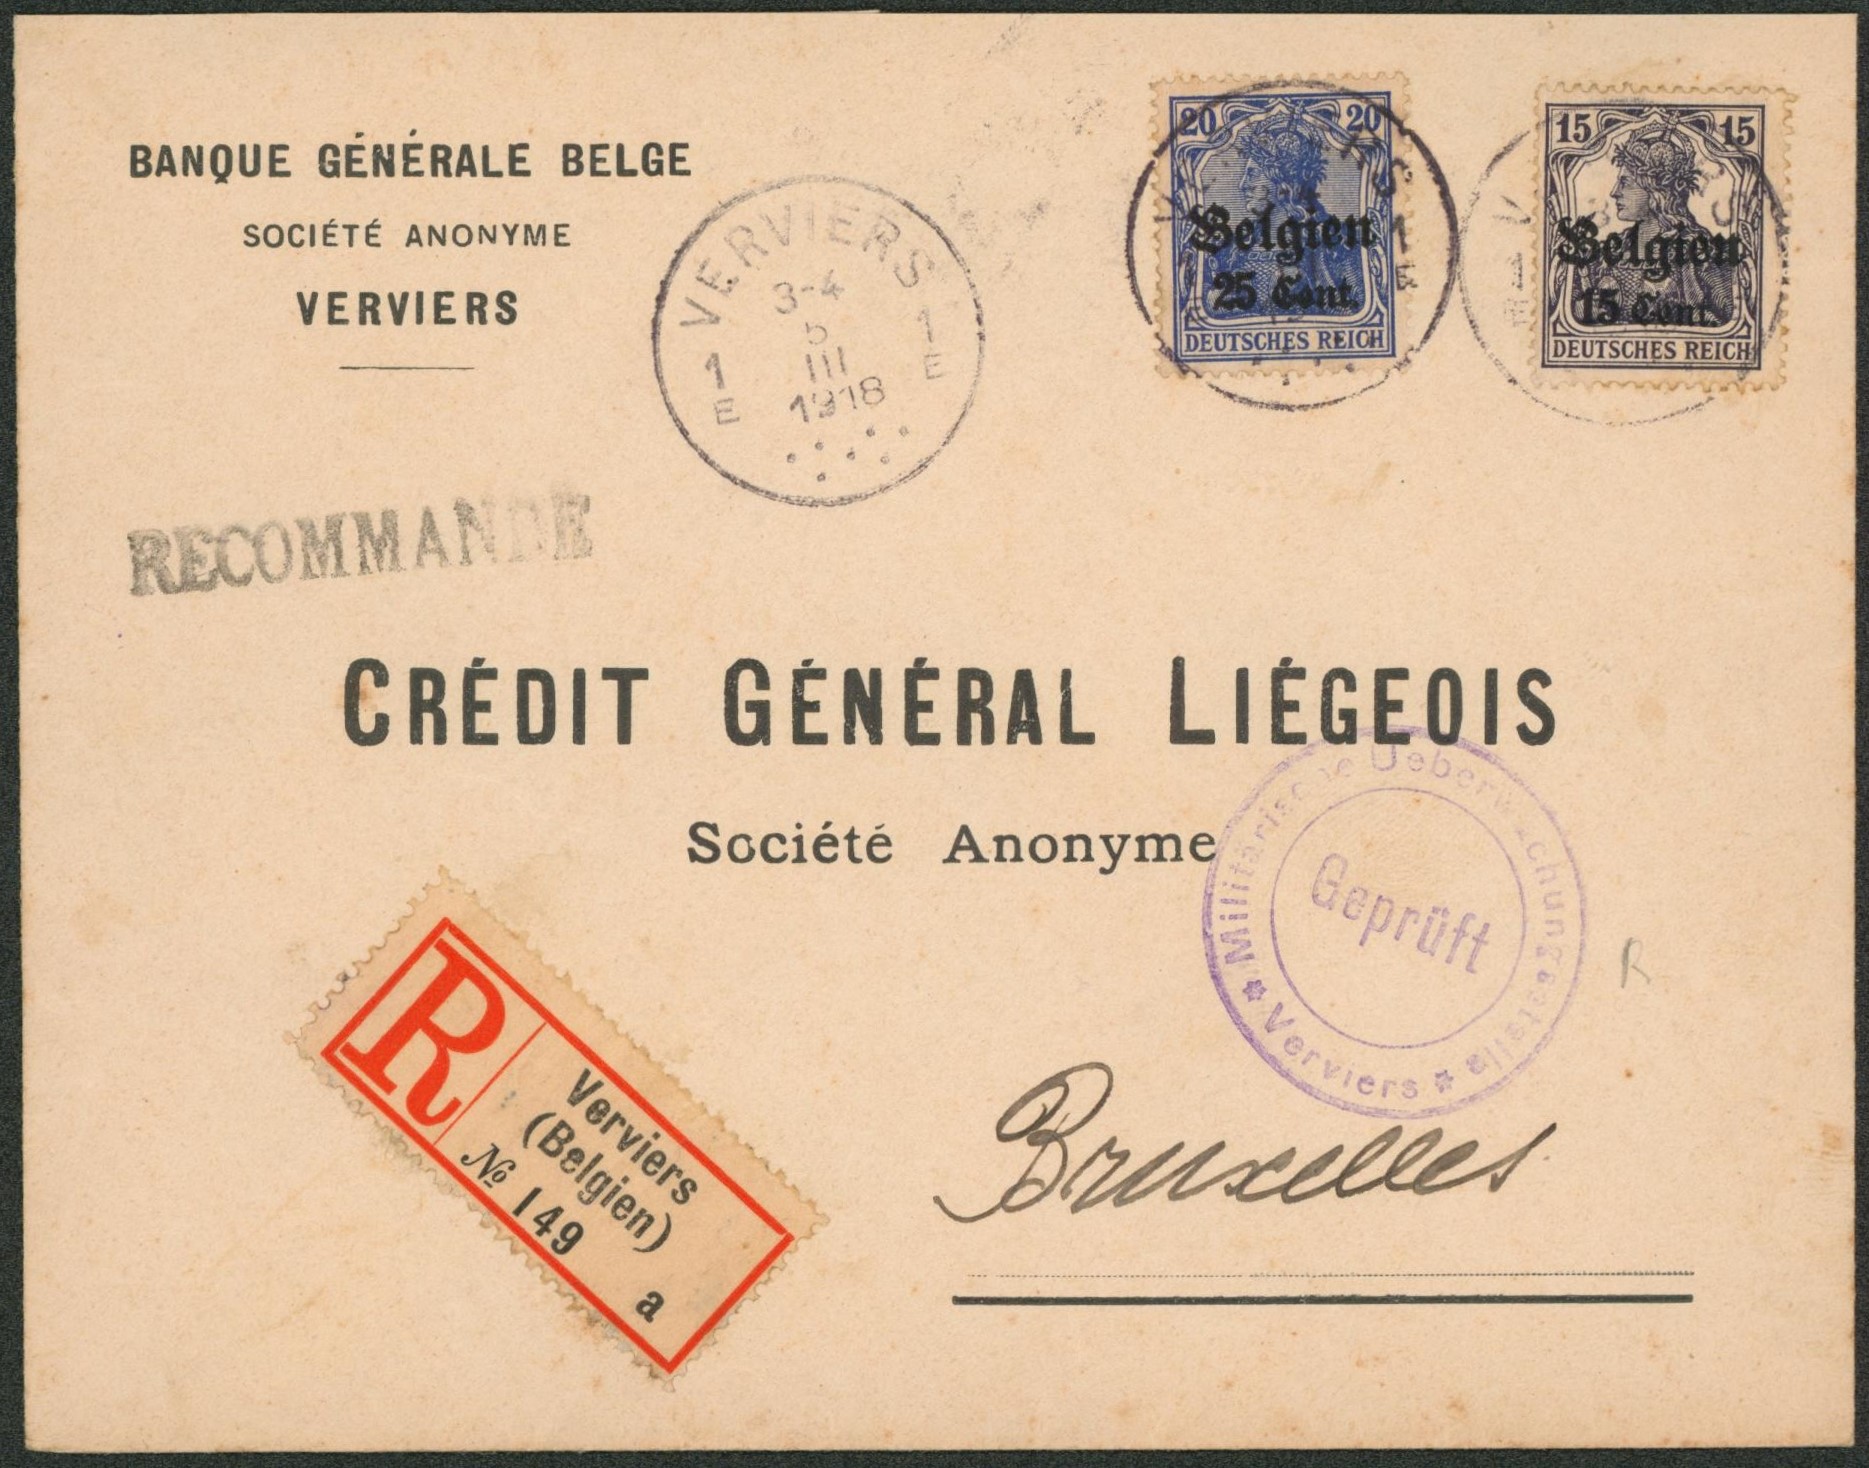 BANQUE GÉNÉRALE BELGE
SOCIÉTÉ ANONYME
VERVIERS
VERVIERS
3-4
5
III
1918
1 1
E E
20 20
Belgien
25 Cent.
DEUTSCHES REICH
15 15
Belgien
15 Cent.
DEUTSCHES REICH
RECOMMANDE
CRÉDIT GÉNÉRAL LIÉGEOIS
Société Anonyme
Militärische Ueberwachungsstelle
* Verviers *
Geprüft
R
R
Verviers
(Belgien)
№ 149
a
Bruxelles